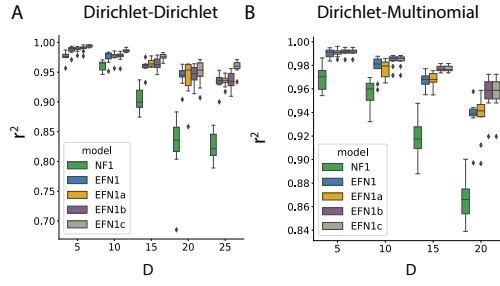 A Dirichlet-Dirichlet
1.00
0.95
0.90
0.85
0.80
0.75
0.70
r²
model
NF1
EFN1
EFN1a
EFN1b
EFN1c
5 10 15 20 25
D
B Dirichlet-Multinomial
1.00
0.98
0.96
0.94
0.92
0.90
0.88
0.86
0.84
r²
model
NF1
EFN1
EFN1a
EFN1b
EFN1c
5 10 15 20
D